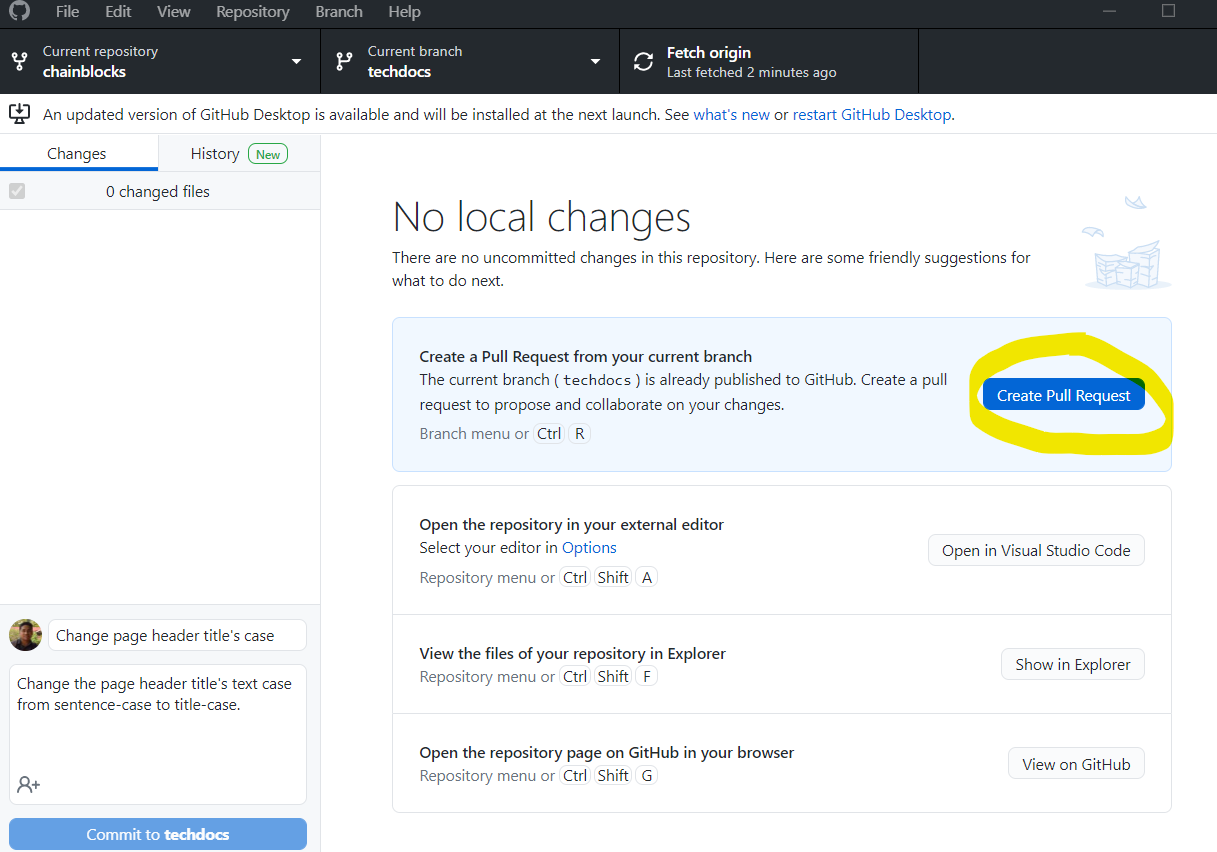 File Edit View Repository Branch Help
Current repository
chainblocks
Current branch
techdocs
Fetch origin
Last fetched 2 minutes ago
An updated version of GitHub Desktop is available and will be installed at the next launch. See what's new or restart GitHub Desktop.
Changes
History New
0 changed files
No local changes
There are no uncommitted changes in this repository. Here are some friendly suggestions for
what to do next.
Create a Pull Request from your current branch
The current branch ( techdocs ) is already published to GitHub. Create a pull
request to propose and collaborate on your changes.
Branch menu or Ctrl R
Create Pull Request
Open the repository in your external editor
Select your editor in Options
Repository menu or Ctrl Shift A
Open in Visual Studio Code
View the files of your repository in Explorer
Repository menu or Ctrl Shift F
Show in Explorer
Open the repository page on GitHub in your browser
Repository menu or Ctrl Shift G
View on GitHub
Change page header title's case
Change the page header title's text case
from sentence-case to title-case.
Commit to techdocs